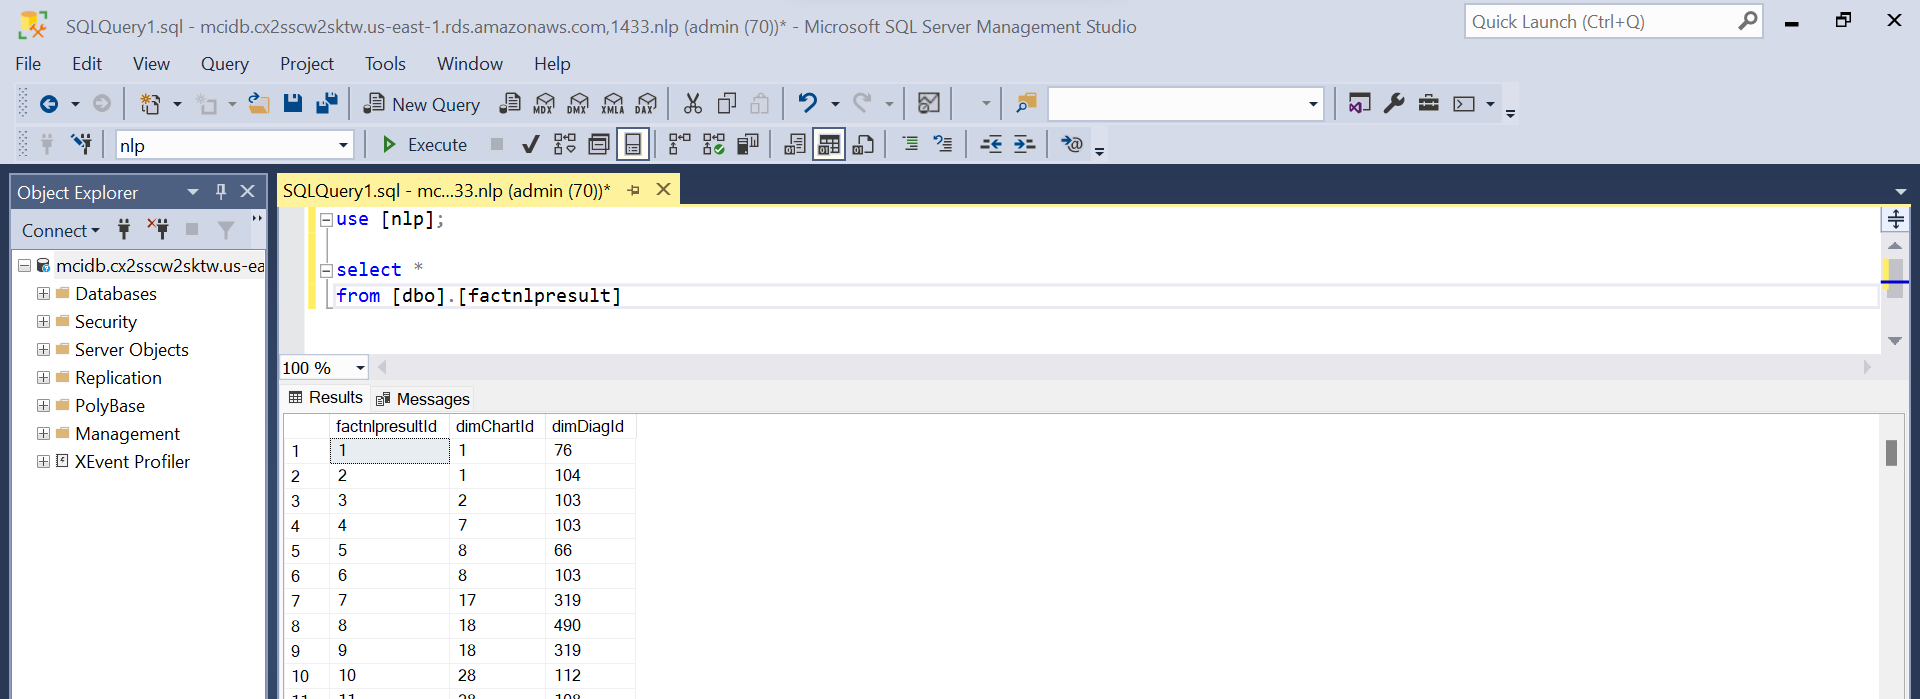 SQLQuery1.sql - mcidb.cx2sscw2sktw.us-east-1.rds.amazonaws.com,1433.nlp (admin (70))* - Microsoft SQL Server Management Studio
Quick Launch (Ctrl+Q)
File Edit View Query Project Tools Window Help
New Query MDX DMX XMLA DAX
nlp Execute
Object Explorer
SQLQuery1.sql - mc...33.nlp (admin (70))*
Connect
mcidb.cx2sscw2sktw.us-ea
Databases
Security
Server Objects
Replication
PolyBase
Management
XEvent Profiler
use [nlp];
select *
from [dbo].[factnlpresult]
100 %
Results Messages
factnlpresultId dimChartId dimDiagId
1 1 1 76
2 2 1 104
3 3 2 103
4 4 7 103
5 5 8 66
6 6 8 103
7 7 17 319
8 8 18 490
9 9 18 319
10 10 28 112